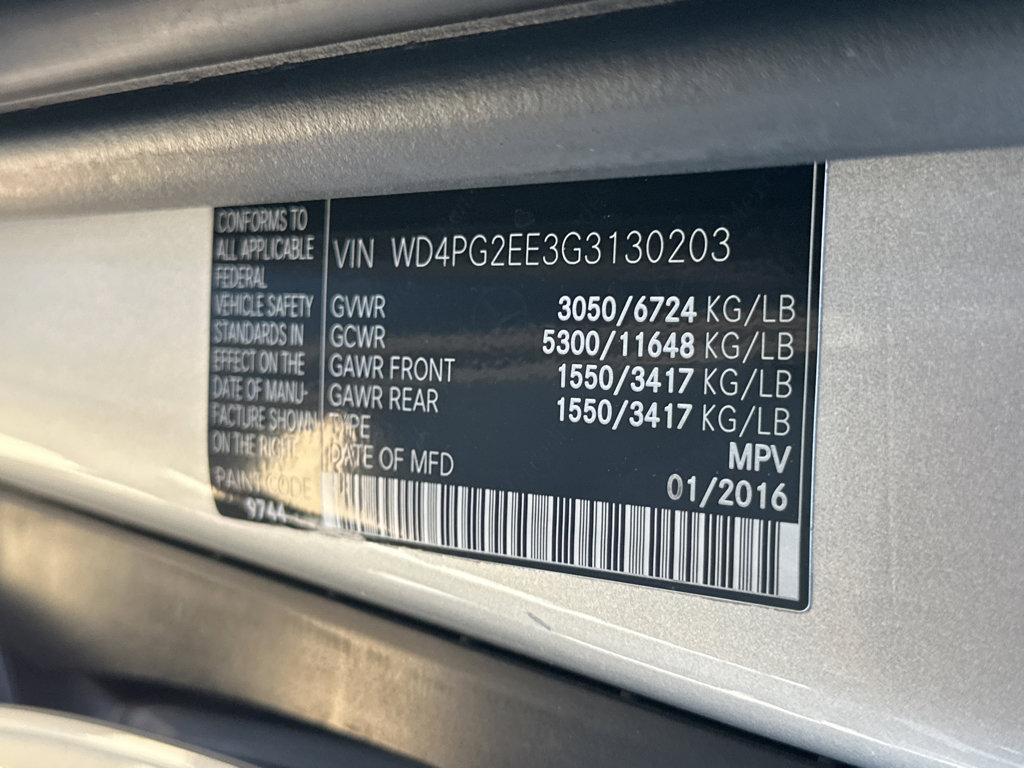 CONFORMS TO
ALL APPLICABLE
FEDERAL
VEHICLE SAFETY
STANDARDS IN
EFFECT ON THE
DATE OF MANU-
FACTURE SHOWN
ON THE RIGHT
PAINT CODE
9744
VIN WD4PG2EE3G3130203
GVWR 3050/6724 KG/LB
GCWR 5300/11648 KG/LB
GAWR FRONT 1550/3417 KG/LB
GAWR REAR 1550/3417 KG/LB
TYPE MPV
DATE OF MFD 01/2016